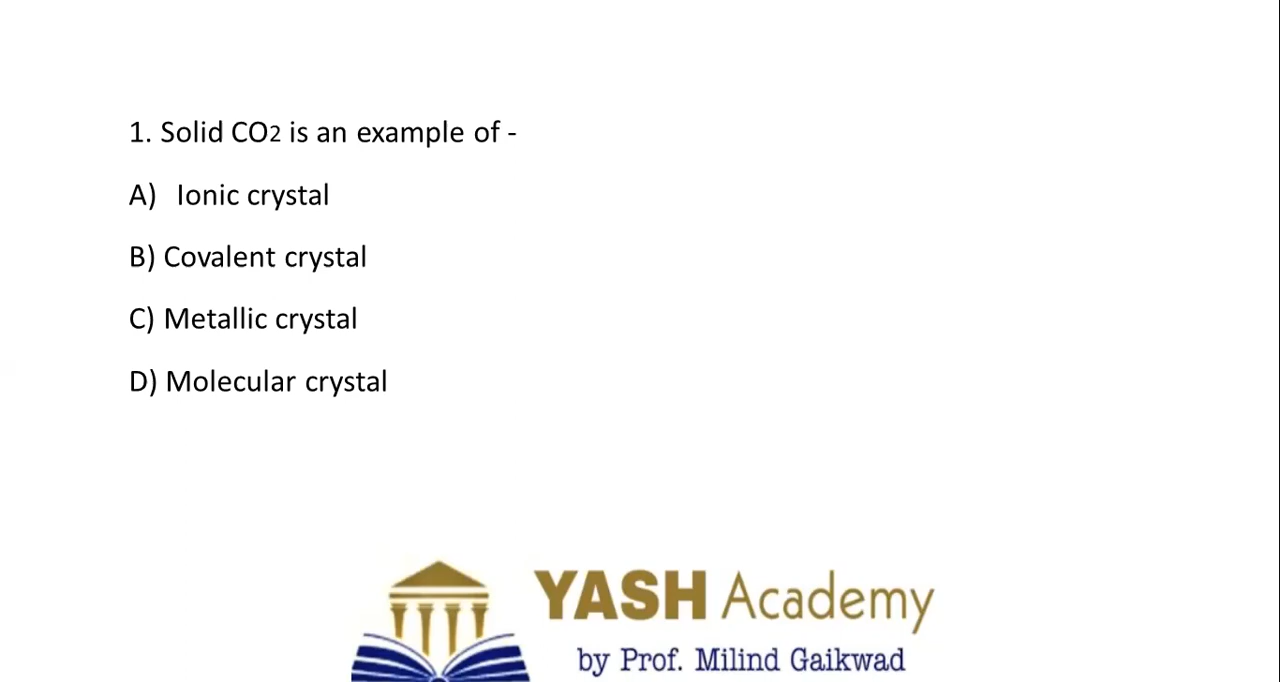 1. Solid CO2 is an example of -
A) Ionic crystal
B) Covalent crystal
C) Metallic crystal
D) Molecular crystal
YASH Academy
by Prof. Milind Gaikwad